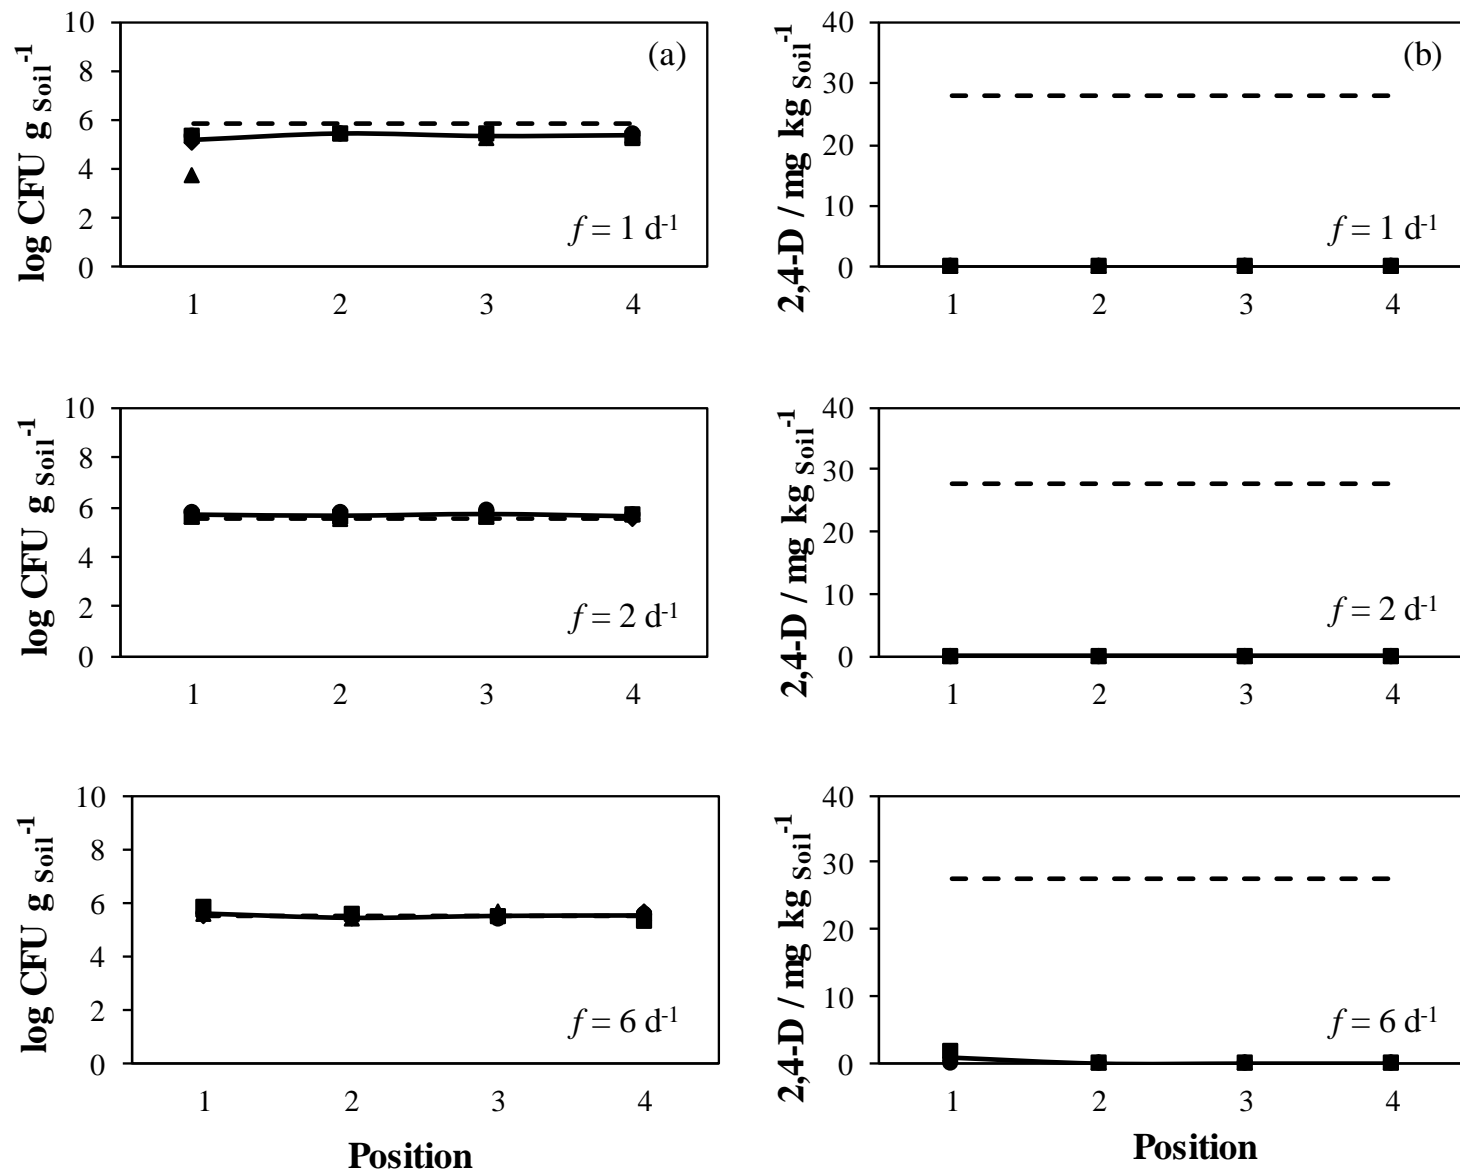 10
8
6
4
2
0
log CFU g Soil-1
(a)
f = 1 d-1
1 2 3 4
40
30
20
10
0
2,4-D / mg kg Soil-1
(b)
f = 1 d-1
1 2 3 4
10
8
6
4
2
0
log CFU g Soil-1
f = 2 d-1
1 2 3 4
40
30
20
10
0
2,4-D / mg kg Soil-1
f = 2 d-1
1 2 3 4
10
8
6
4
2
0
log CFU g Soil-1
f = 6 d-1
1 2 3 4
Position
40
30
20
10
0
2,4-D / mg kg Soil-1
f = 6 d-1
1 2 3 4
Position